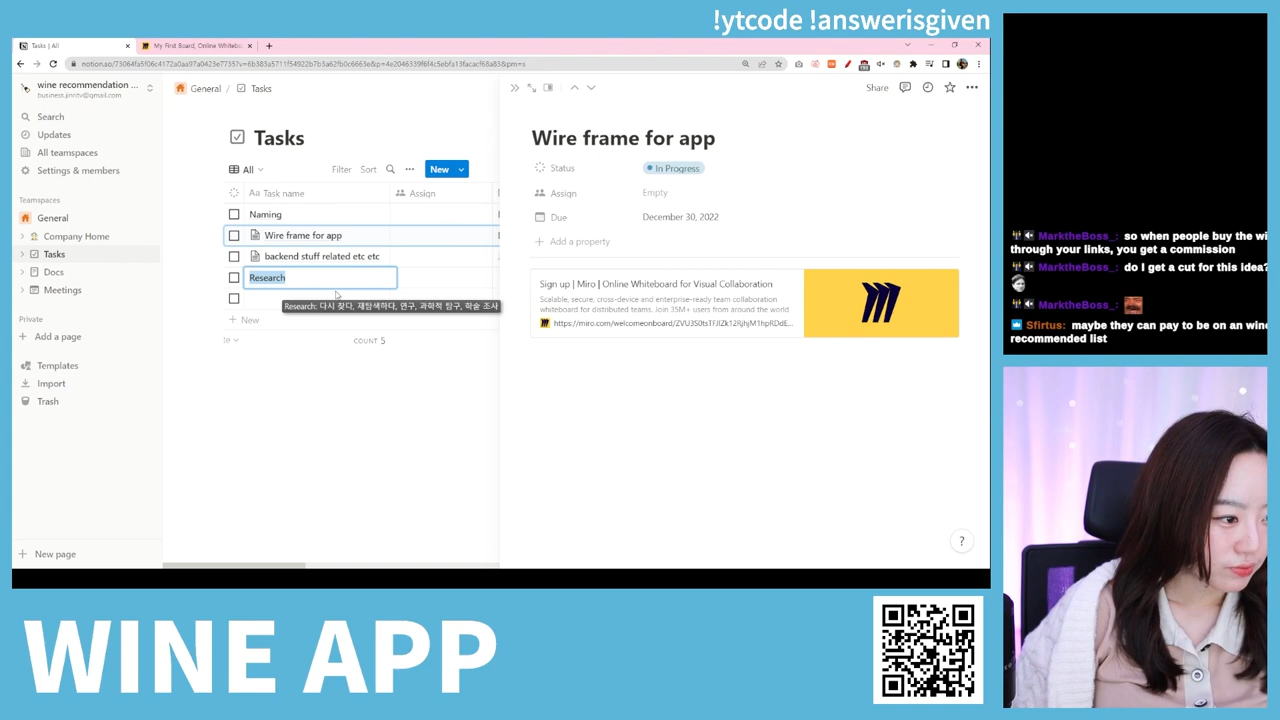 !ytcode !answerisgiven
Tasks | All
My First Board, Online Whiteb
wine recommendation ...
business.jinritv@gmail.com
Search
Updates
All teamspaces
Settings & members
Teamspaces
General
Company Home
Tasks
Docs
Meetings
Private
Add a page
Templates
Import
Trash
New page
General / Tasks
Tasks
All
Filter Sort
New
Aa Task name
Assign
Naming
Wire frame for app
backend stuff related etc etc
Research
Research: 다시 찾다, 재탐색하다, 연구, 과학적 탐구, 학술 조사
New
COUNT 5
Share
Wire frame for app
Status In Progress
Assign Empty
Due December 30, 2022
Add a property
Sign up | Miro | Online Whiteboard for Visual Collaboration
Scalable, secure, cross-device and enterprise-ready team collaboration
whiteboard for distributed teams. Join 35M+ users from around the world
?
MarktheBoss_: so when people buy the wi
through your links, you get a commission
MarktheBoss_: do I get a cut for this idea?
MarktheBoss_:
Sfirtus: maybe they can pay to be on an wine
recommended list
WINE APP